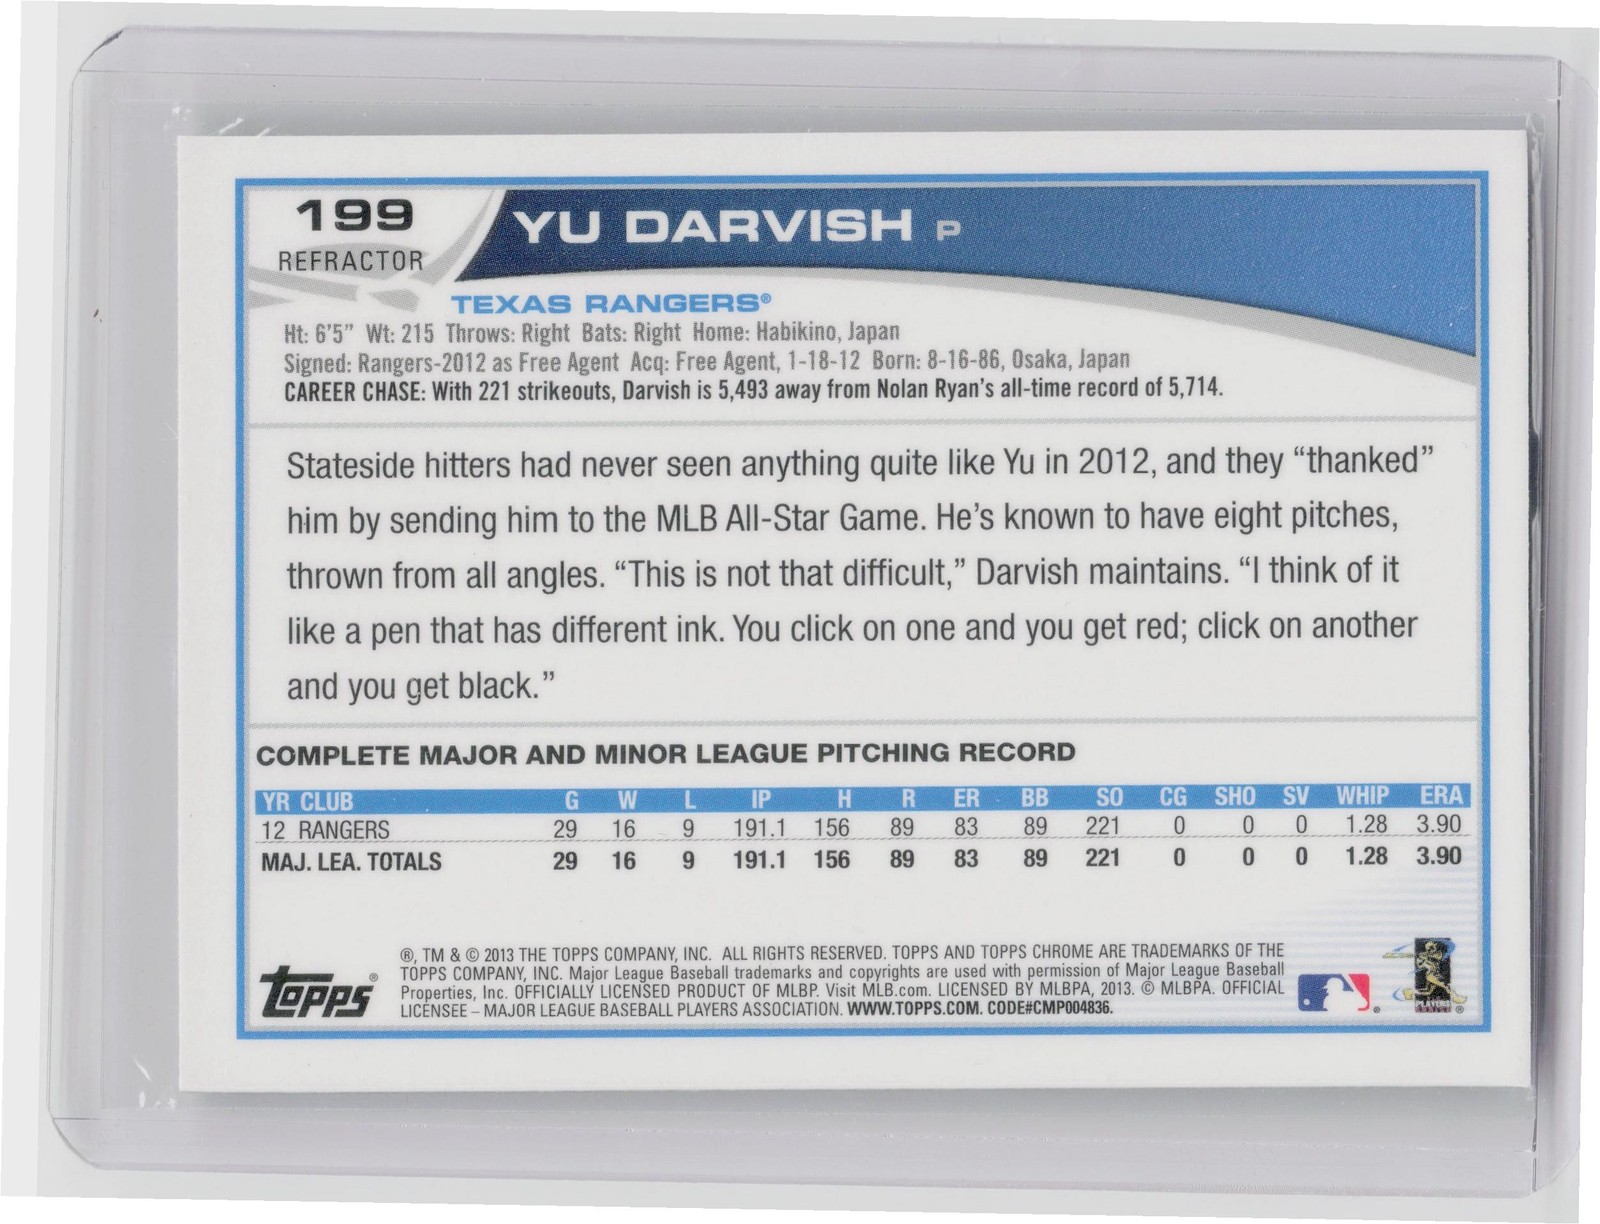 199
REFRACTOR
YU DARVISH P
TEXAS RANGERS®
Ht: 6'5" Wt: 215 Throws: Right Bats: Right Home: Habikino, Japan
Signed: Rangers-2012 as Free Agent Acq: Free Agent, 1-18-12 Born: 8-16-86, Osaka, Japan
CAREER CHASE: With 221 strikeouts, Darvish is 5,493 away from Nolan Ryan's all-time record of 5,714.
Stateside hitters had never seen anything quite like Yu in 2012, and they “thanked”
him by sending him to the MLB All-Star Game. He's known to have eight pitches,
thrown from all angles. “This is not that difficult,” Darvish maintains. “I think of it
like a pen that has different ink. You click on one and you get red; click on another
and you get black.”
COMPLETE MAJOR AND MINOR LEAGUE PITCHING RECORD
YR CLUB G W L IP H R ER BB SO CG SHO SV WHIP ERA
12 RANGERS 29 16 9 191.1 156 89 83 89 221 0 0 0 1.28 3.90
MAJ. LEA. TOTALS 29 16 9 191.1 156 89 83 89 221 0 0 0 1.28 3.90
®, TM & © 2013 THE TOPPS COMPANY, INC. ALL RIGHTS RESERVED. TOPPS AND TOPPS CHROME ARE TRADEMARKS OF THE
TOPPS COMPANY, INC. Major League Baseball trademarks and copyrights are used with permission of Major League Baseball
Properties, Inc. OFFICIALLY LICENSED PRODUCT OF MLBP. Visit MLB.com. LICENSED BY MLBPA, 2013. © MLBPA. OFFICIAL
LICENSEE – MAJOR LEAGUE BASEBALL PLAYERS ASSOCIATION. WWW.TOPPS.COM. CODE#CMP004836.
Topps®
PLAYERS